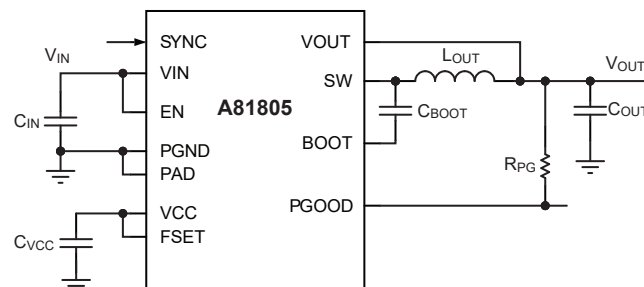 SYNC
VOUT
LOUT
VIN
VOUT
VIN
SW
CIN
EN
A81805
CBOOT
COUT
PGND
BOOT
PAD
RPG
VCC
PGOOD
CVCC
FSET